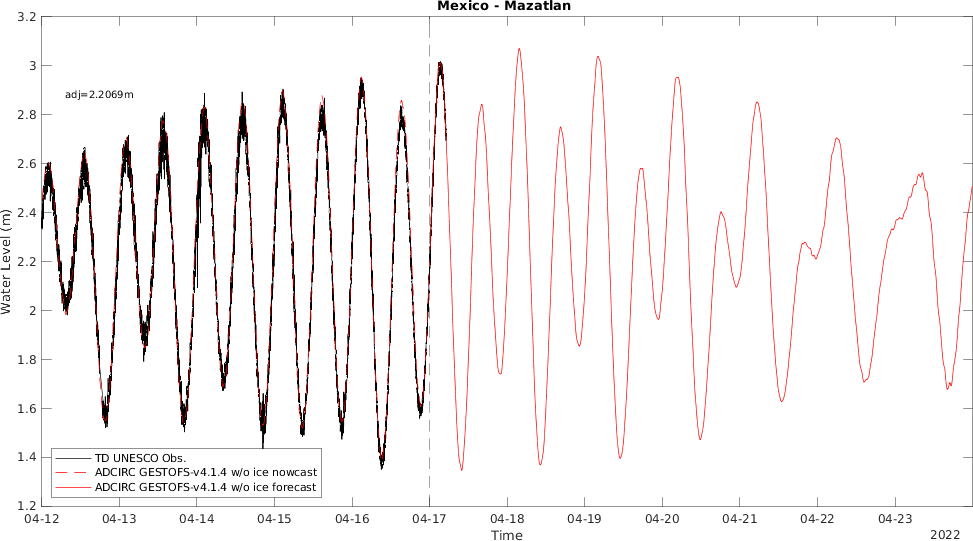 Mexico - Mazatlan
3.2
3
2.8
2.6
2.4
2.2
2
1.8
1.6
1.4
1.2
Water Level (m)
adj=2.2069m
TD UNESCO Obs.
ADCIRC GESTOFS-v4.1.4 w/o ice nowcast
ADCIRC GESTOFS-v4.1.4 w/o ice forecast
04-12 04-13 04-14 04-15 04-16 04-17 04-18 04-19 04-20 04-21 04-22 04-23
Time
2022